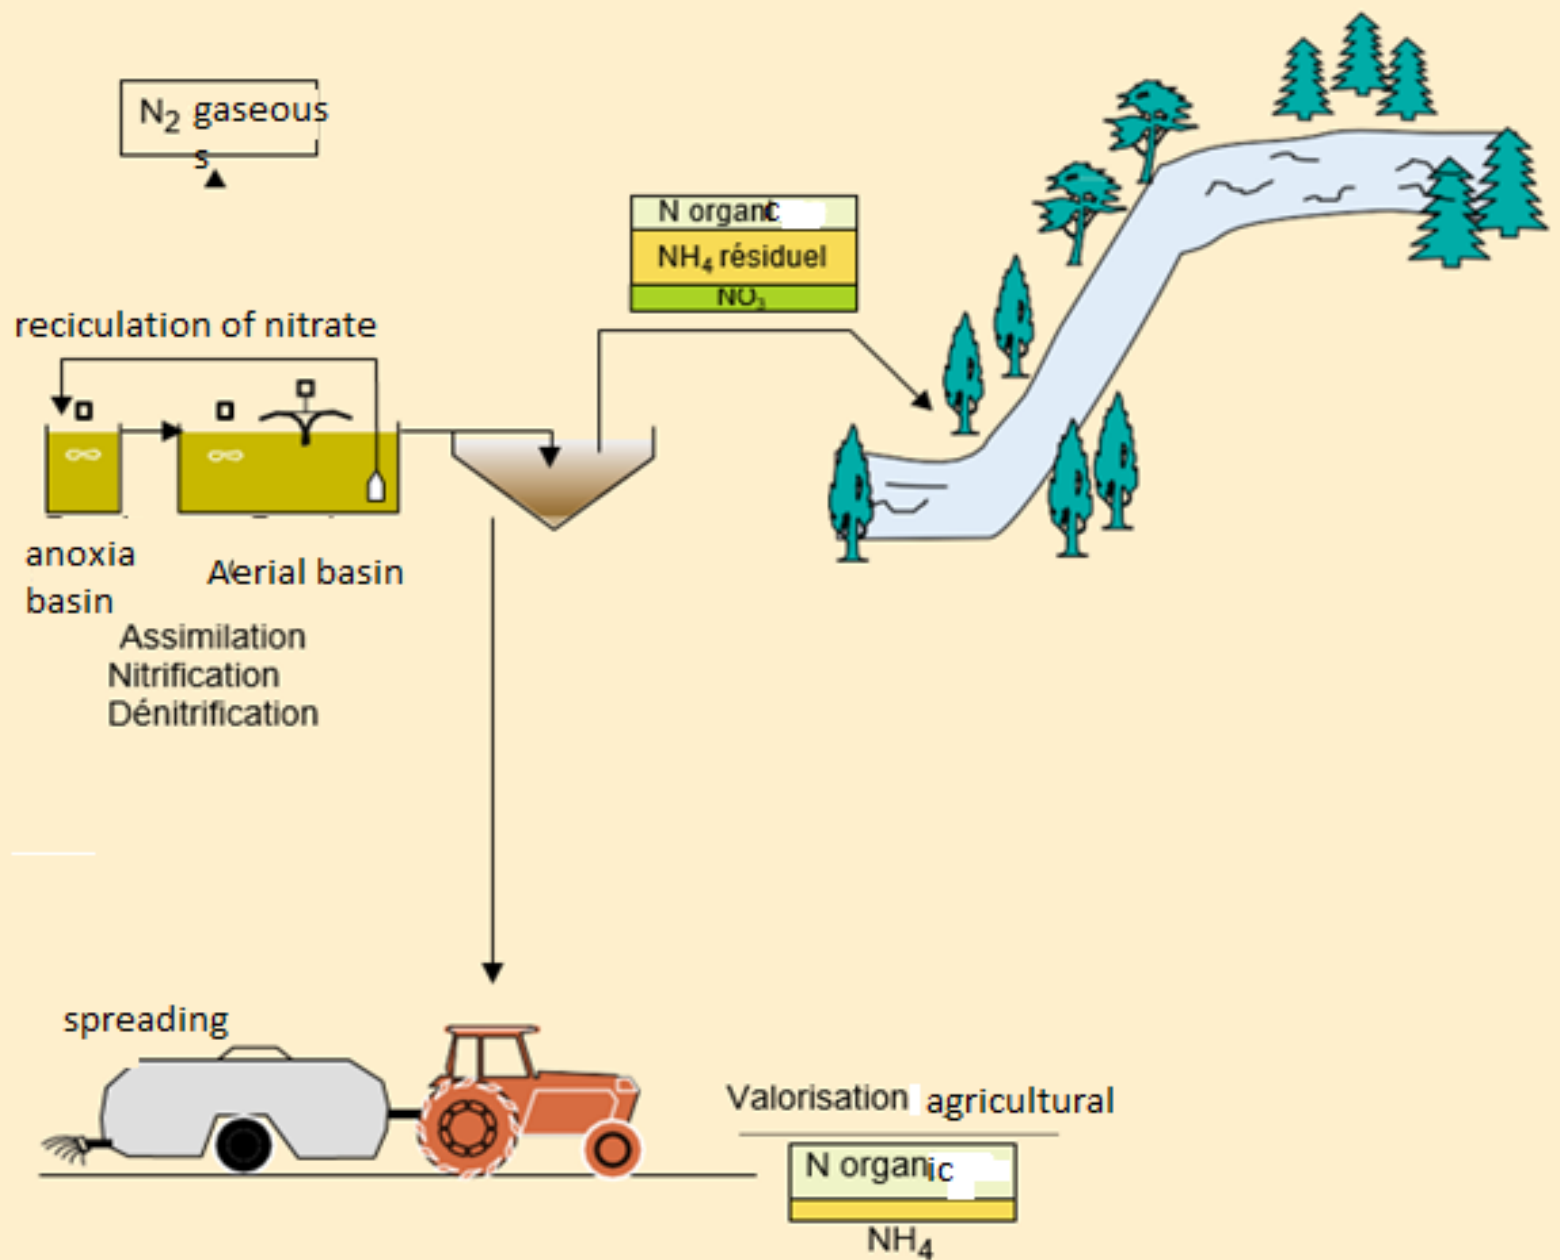 N2 gaseous
s
N organic
NH4 résiduel
NO3
reciculation of nitrate
anoxia
basin
Aerial basin
Assimilation
Nitrification
Dénitrification
spreading
Valorisation agricultural
N organic
NH4